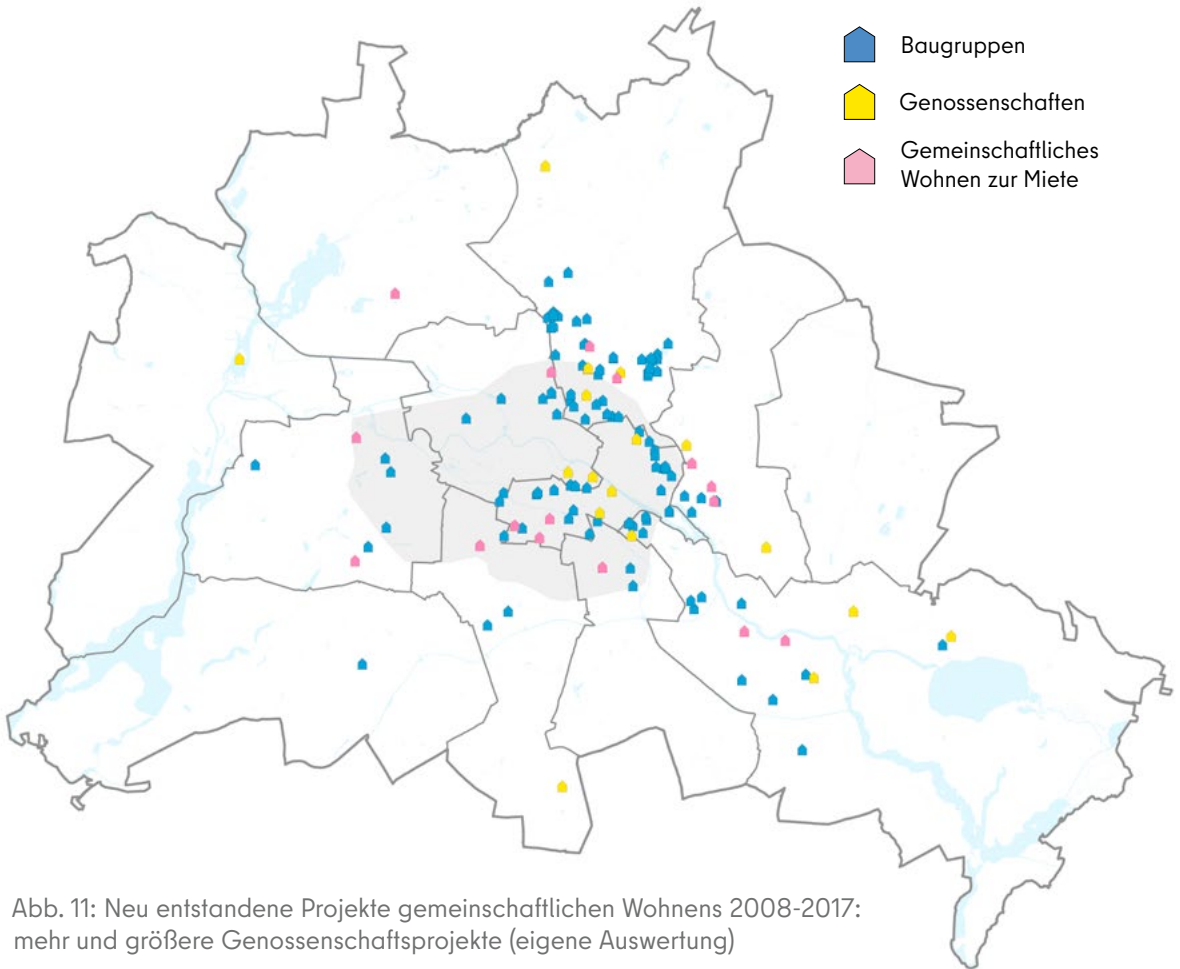 Baugruppen
Genossenschaften
Gemeinschaftliches
Wohnen zur Miete
Abb. 11: Neu entstandene Projekte gemeinschaftlichen Wohnens 2008-2017:
mehr und größere Genossenschaftsprojekte (eigene Auswertung)